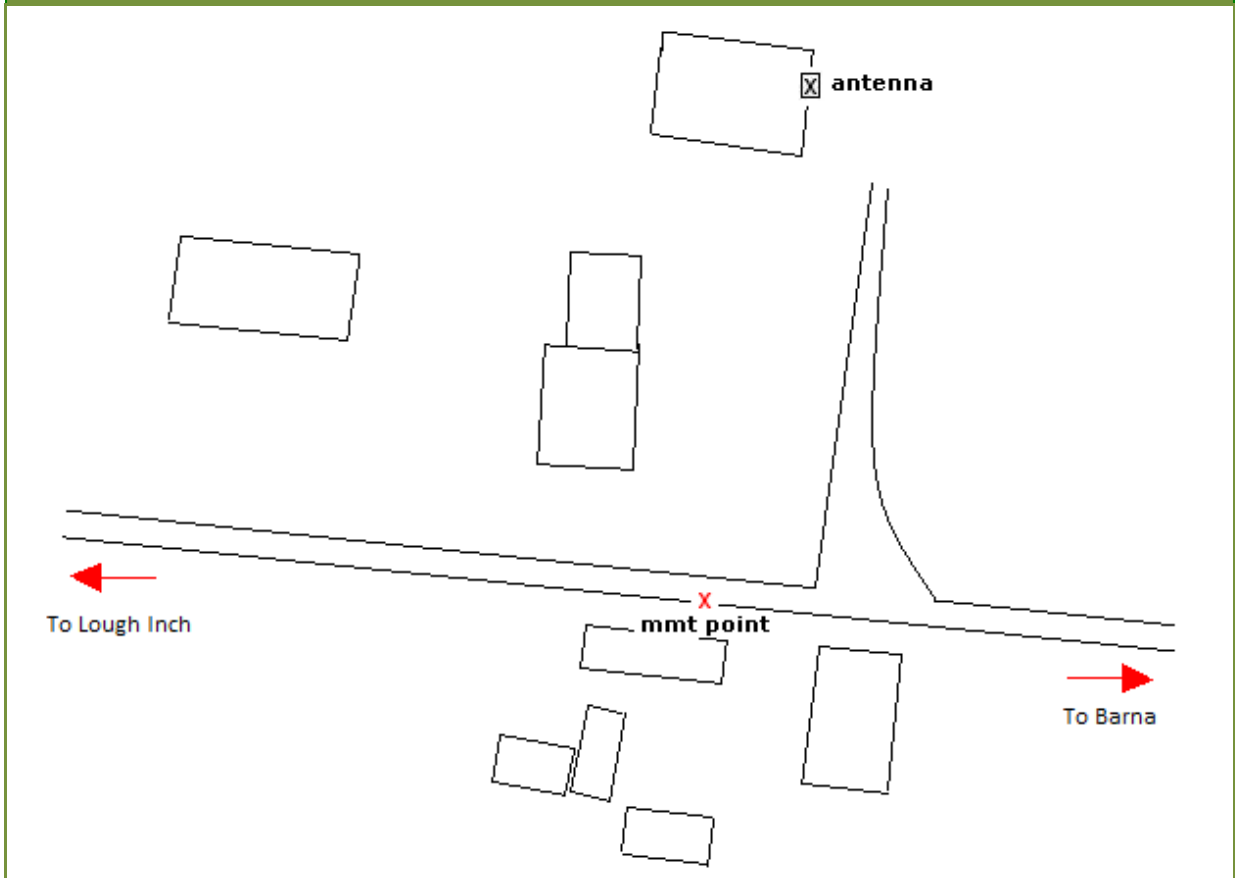 X antenna
X
mmt point
To Lough Inch
To Barna